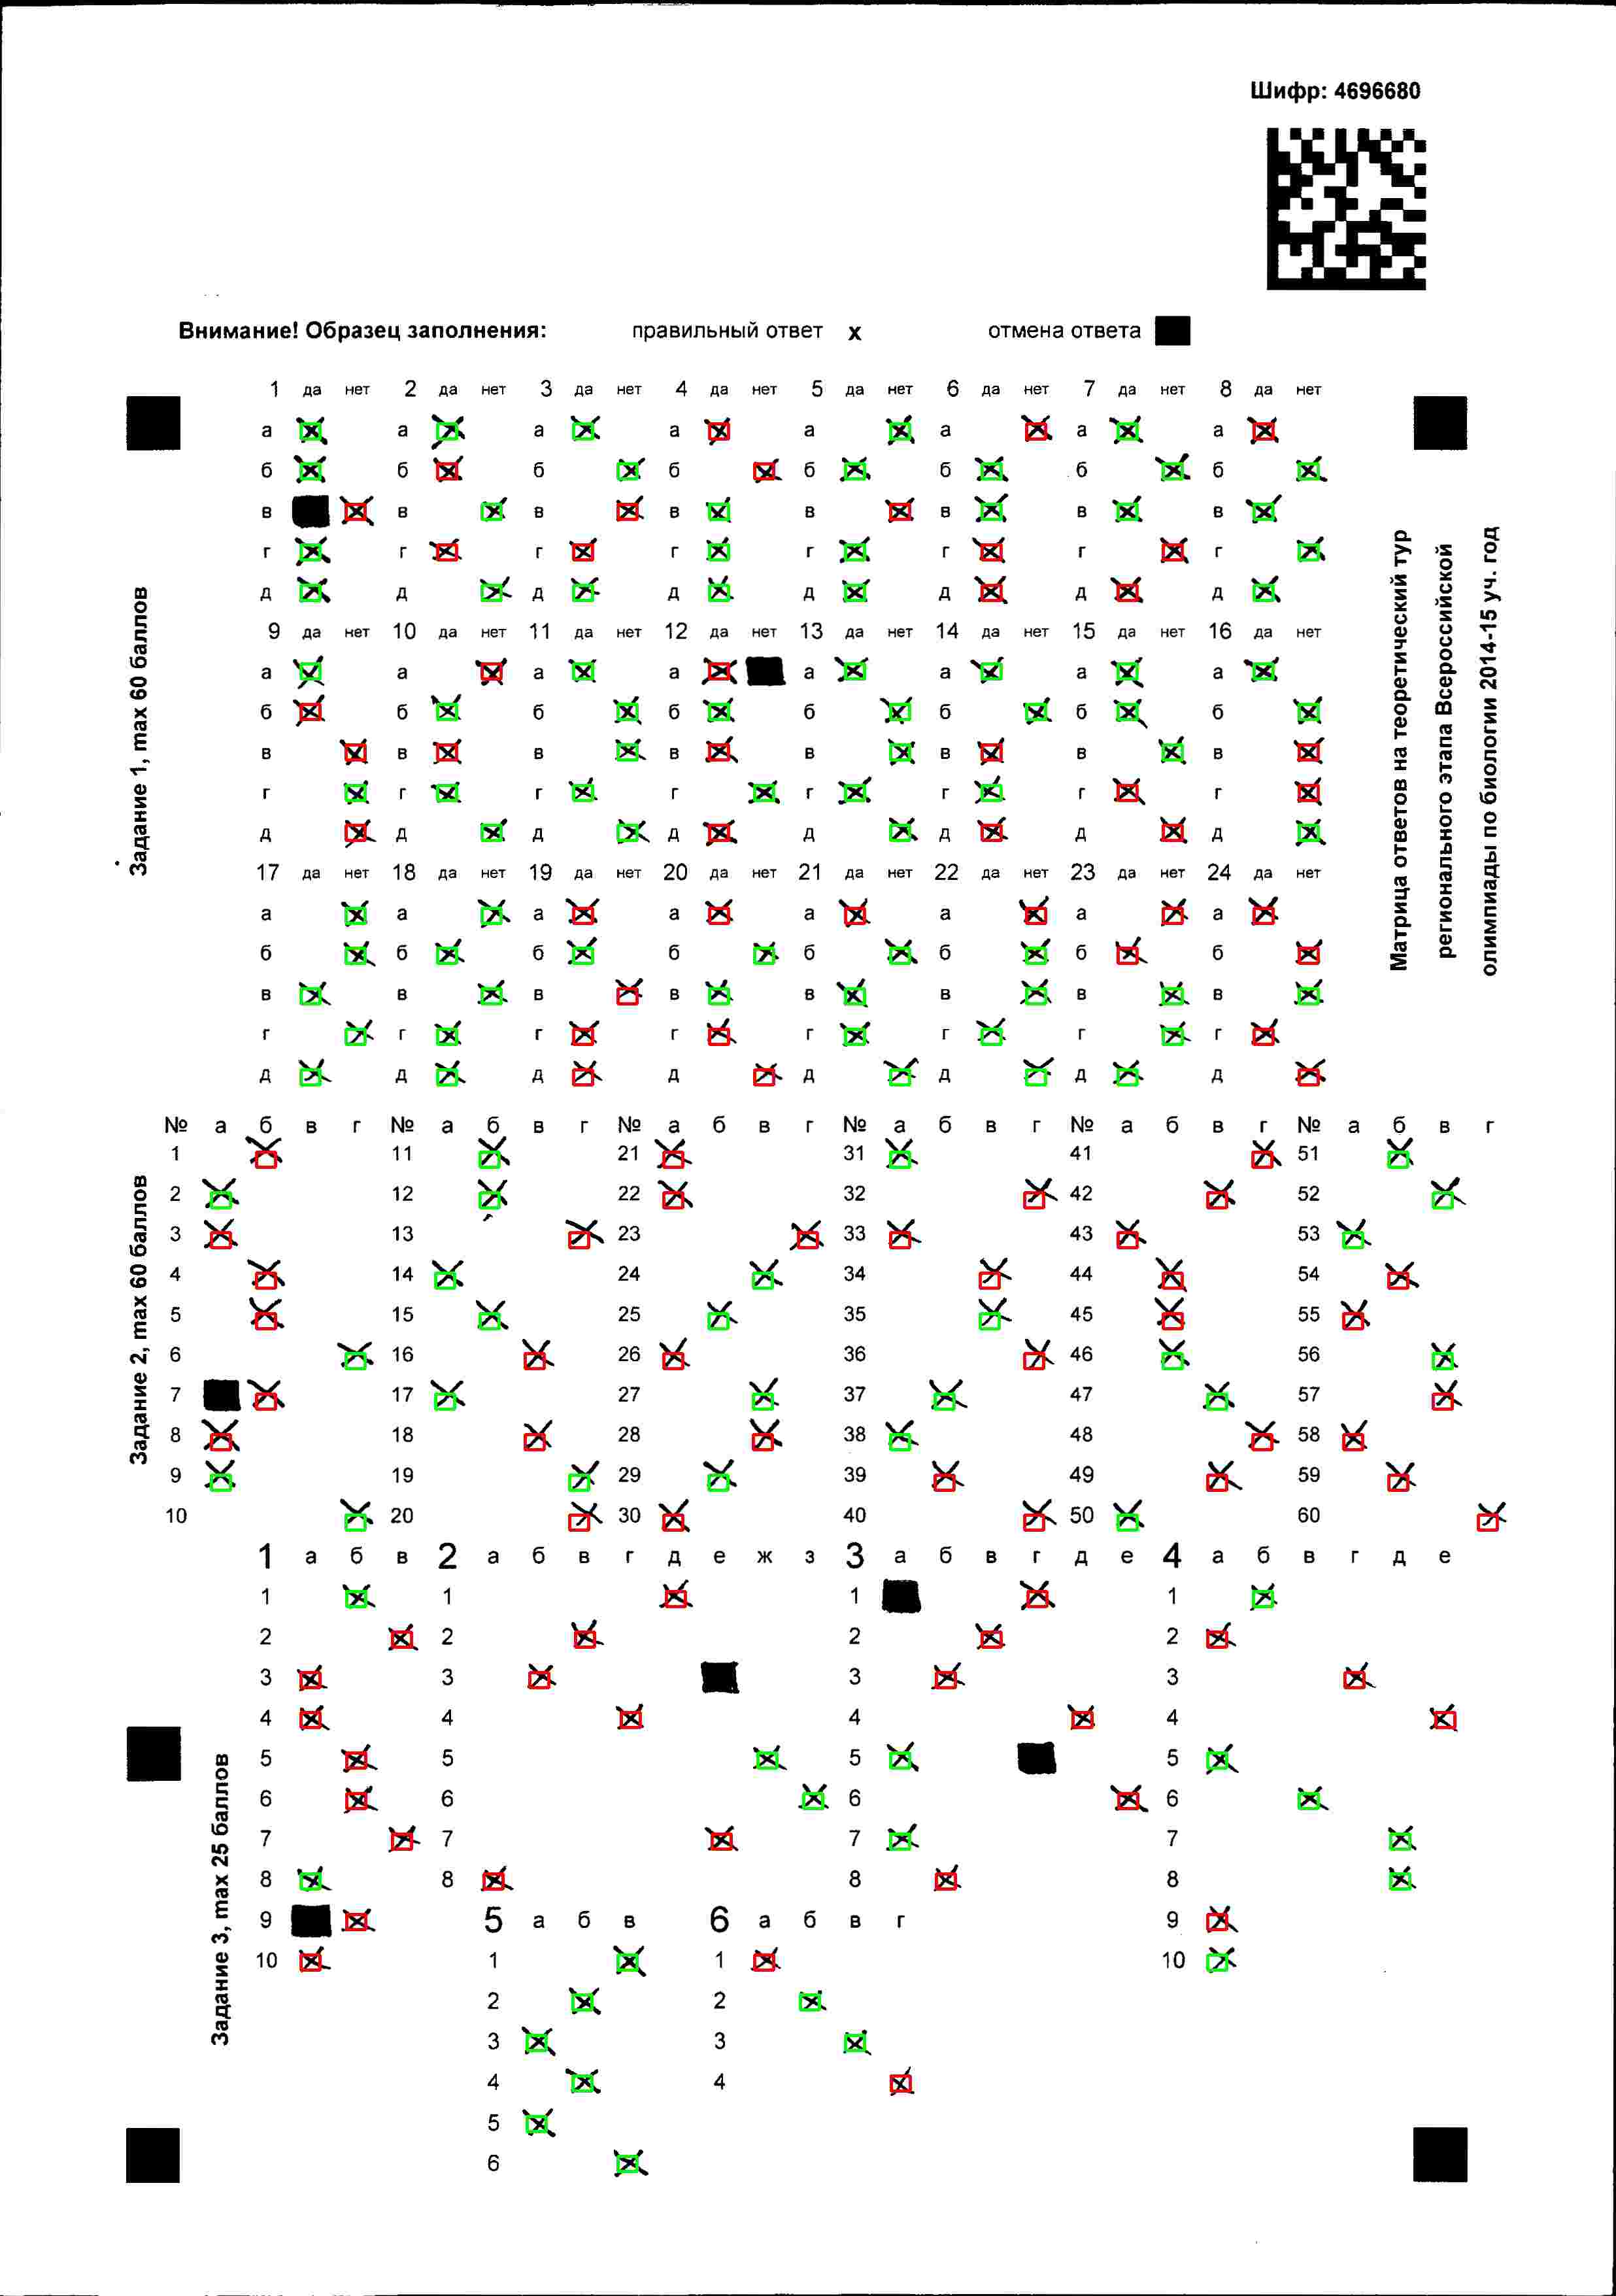 Шифр: 4696680
Внимание! Образец заполнения: правильный ответ х отмена ответа
1 да нет 2 да нет 3 да нет 4 да нет 5 да нет 6 да нет 7 да нет 8 да нет
а а а а а а а а
б б б б б б б б
в в в в в в в в
г г г г г г г г
д д д д д д д д
9 да нет 10 да нет 11 да нет 12 да нет 13 да нет 14 да нет 15 да нет 16 да нет
а а а а а а а а
б б б б б б б б
в в в в в в в в
г г г г г г г г
д д д д д д д д
17 да нет 18 да нет 19 да нет 20 да нет 21 да нет 22 да нет 23 да нет 24 да нет
а а а а а а а а
б б б б б б б б
в в в в в в в в
г г г г г г г г
д д д д д д д д
Задание 1, max 60 баллов
Матрица ответов на теоретический тур
регионального этапа Всероссийской
олимпиады по биологии 2014-15 уч. год
№ а б в г № а б в г № а б в г № а б в г № а б в г № а б в г
1 11 21 31 41 51
2 12 22 32 42 52
3 13 23 33 43 53
4 14 24 34 44 54
5 15 25 35 45 55
6 16 26 36 46 56
7 17 27 37 47 57
8 18 28 38 48 58
9 19 29 39 49 59
10 20 30 40 50 60
Задание 2, max 60 баллов
1 а б в 2 а б в г д е ж з 3 а б в г д е 4 а б в г д е
1 1 1 1
2 2 2 2
3 3 3 3
4 4 4 4
5 5 5 5
6 6 6 6
7 7 7 7
8 8 8 8
9 5 а б в 6 а б в г 9
10 1 1 10
2 2
3 3
4 4
5
6
Задание 3, max 25 баллов